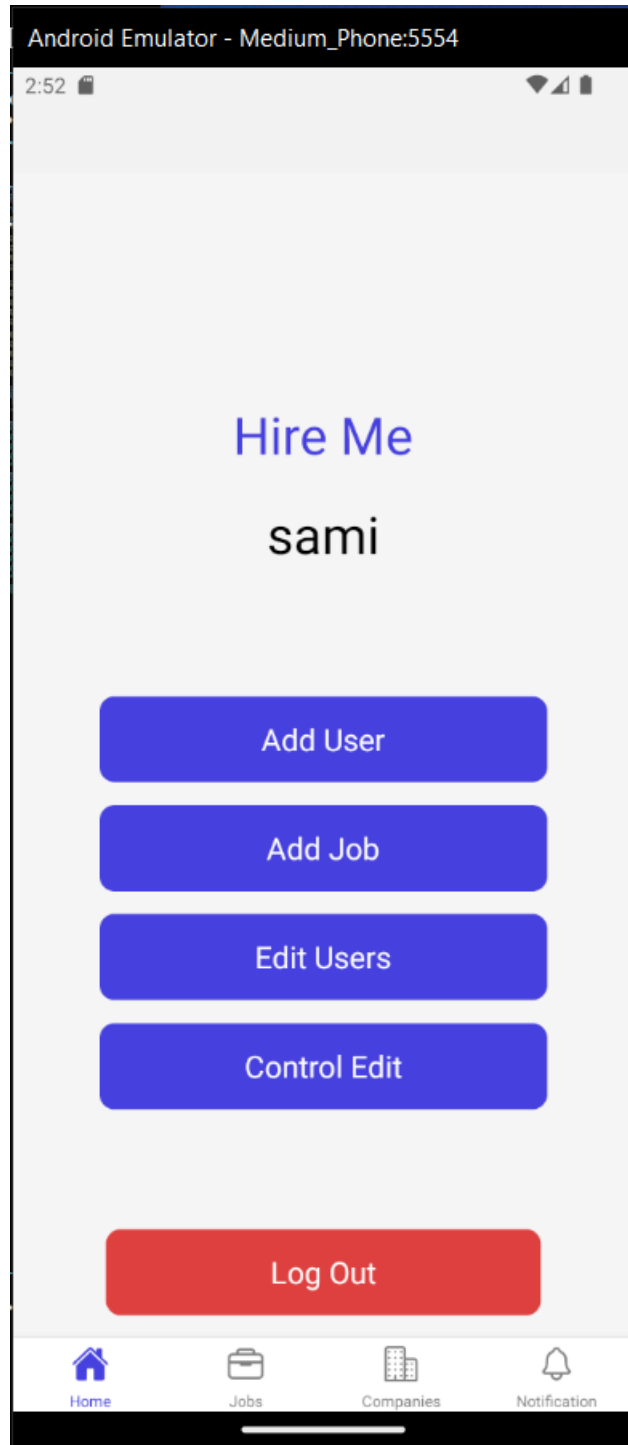 Android Emulator - Medium_Phone:5554
2:52
Hire Me
sami
Add User
Add Job
Edit Users
Control Edit
Log Out
Home Jobs Companies Notification